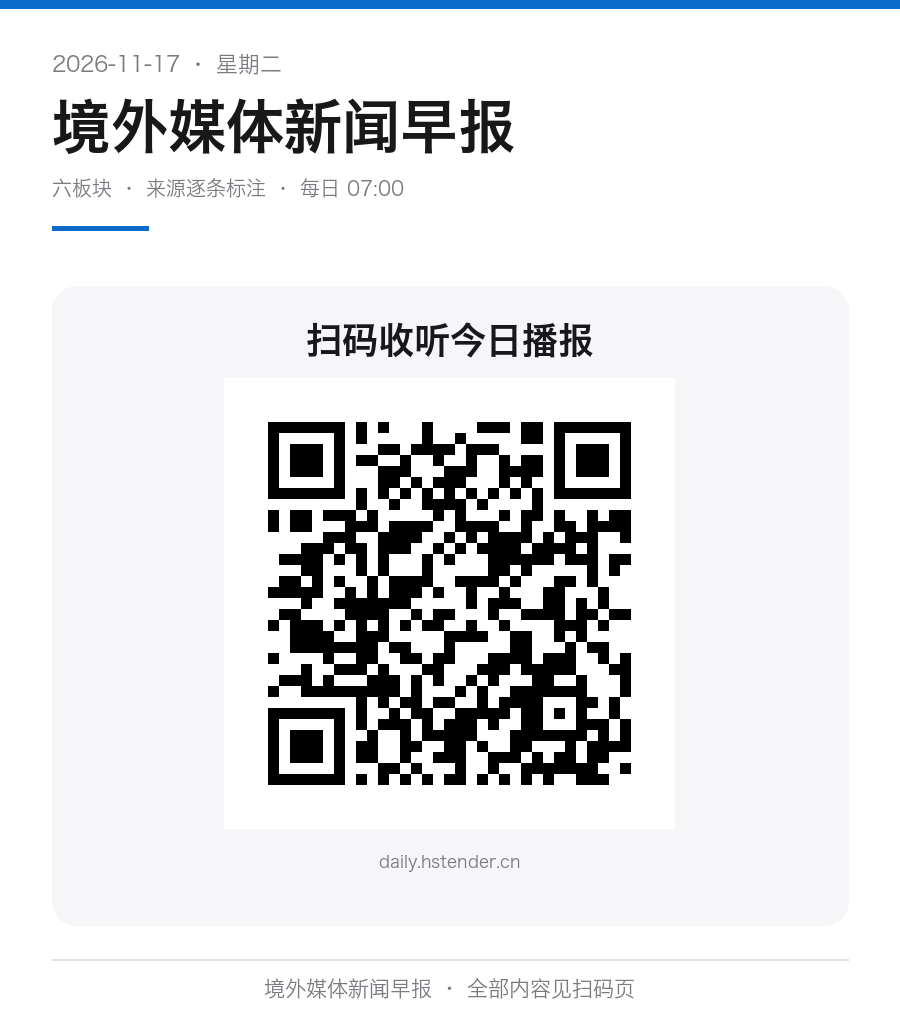 2026-11-17 · 星期二
境外媒体新闻早报
六板块 · 来源逐条标注 · 每日 07:00
扫码收听今日播报
daily.hstender.cn
境外媒体新闻早报 · 全部内容见扫码页